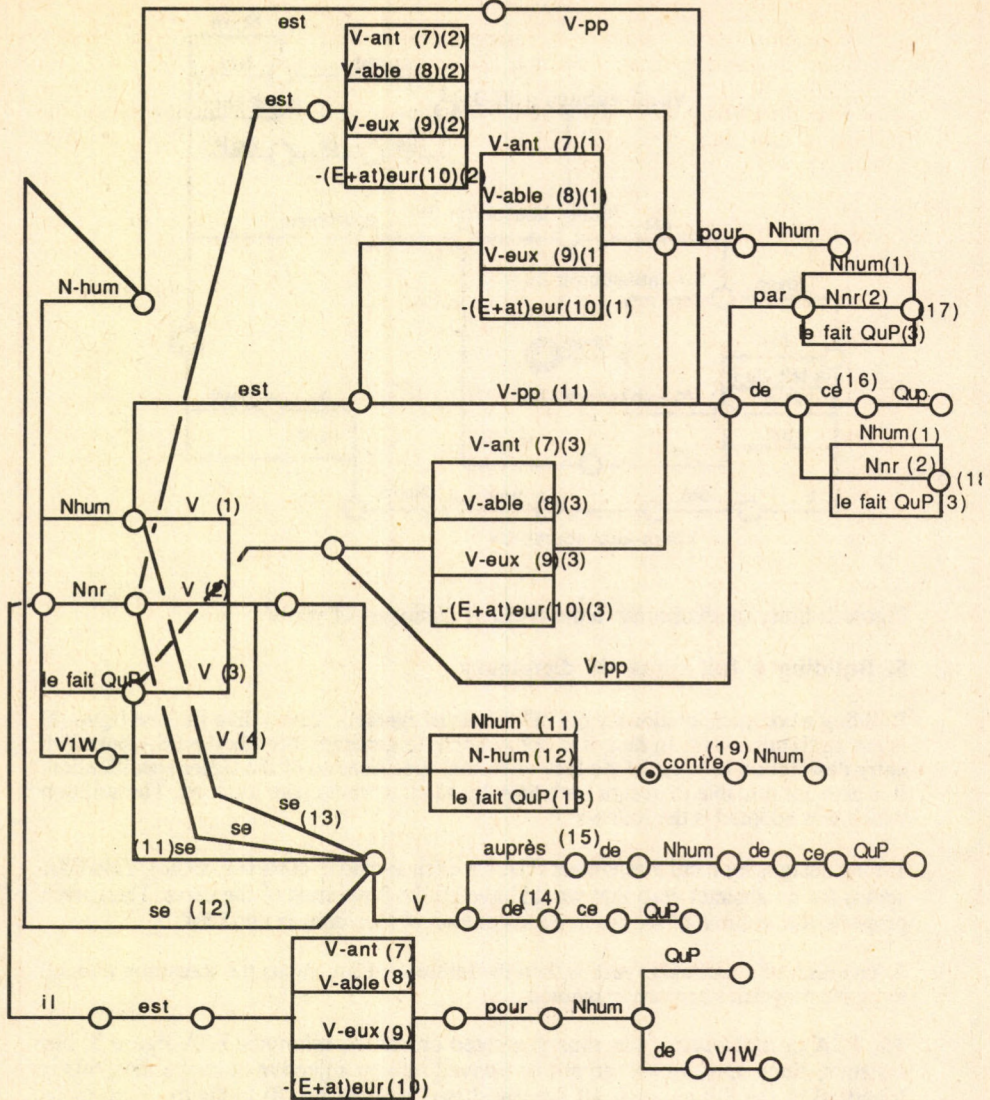 est
V-pp
V-ant (7)(2)
V-able (8)(2)
est
V-eux (9)(2)
V-ant (7)(1)
-(E+at)eur(10)(2)
V-able (8)(1)
pour
Nhum
V-eux (9)(1
Nhum(1)
N-hum
par
Nnr(2)
(17)
-(E+at)eur(10)(1)
le fait QuP(3)
est
V-pp (11)
de
ce
(16)
Qup
Nhum(1)
V-ant (7)(3)
Nnr (2)
V-able (8)(3)
le fait QuP 3)
Nhum
V (1)
V-eux (9)(3)
Nnr
V (2)
-(E+at)eur(10)(3)
V-pp
le fait QuP
V (3)
Nhum (11)
V1W
V (4)
N-hum (12)
contre
(19)
Nhum
le fait QuP(13)
se
(13)
se
(11)se
auprès
(15)
de
Nhum
de
ce
QuP
se (12)
V
de
(14)
ce
QuP
V-ant (7)
V-able (8)
QuP
il
est
V-eux (9)
pour
Nhum
de
V1W
-(E+at)eur(10)